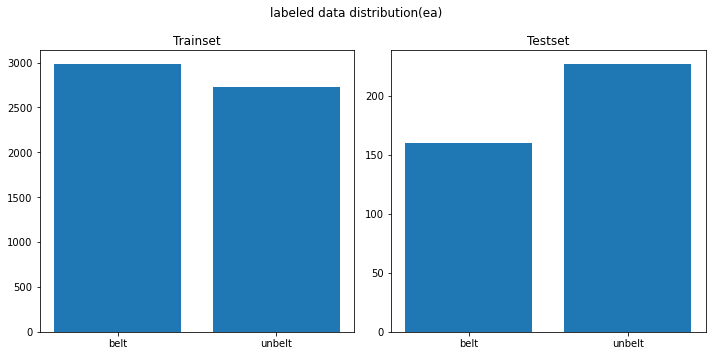 labeled data distribution(ea)
Trainset
3000
2500
2000
1500
1000
500
0
belt unbelt
Testset
200
150
100
50
0
belt unbelt